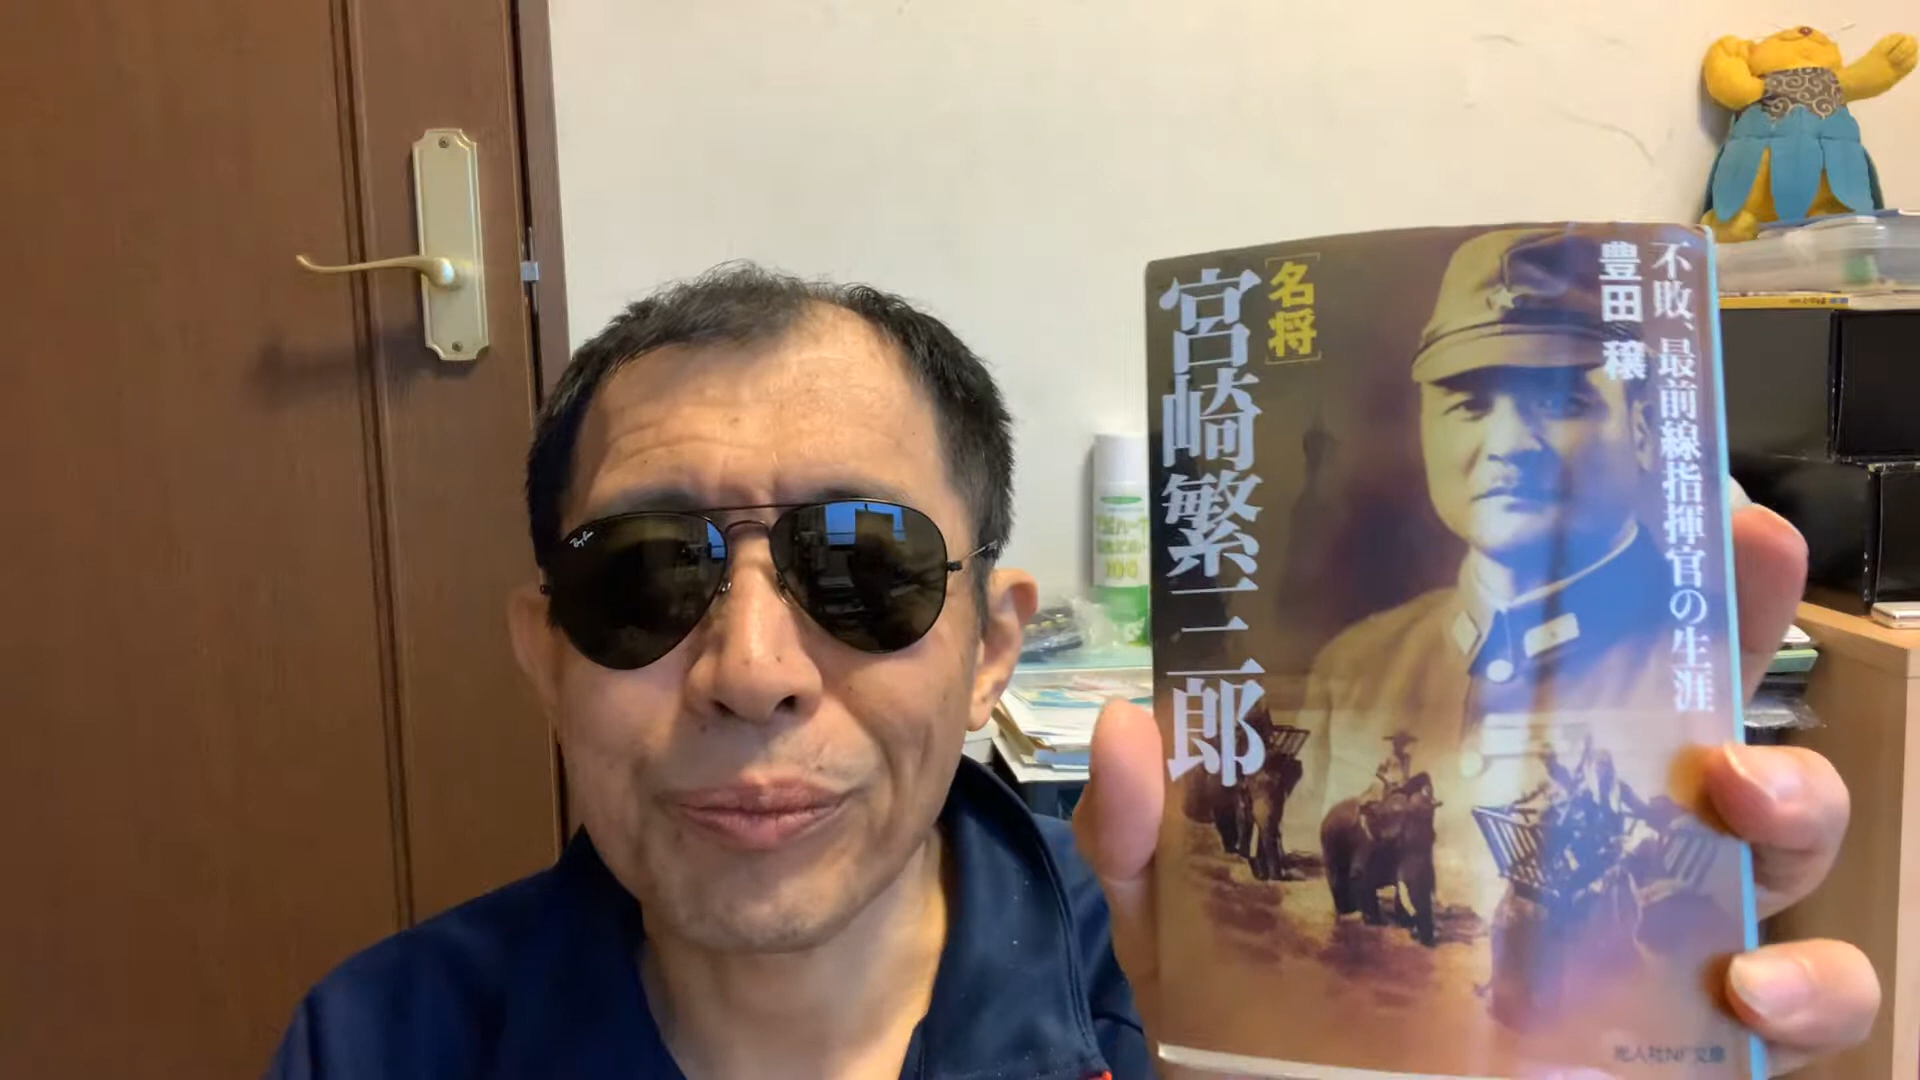 不敗、最前線指揮官の生涯
豊田 穣
[名将]
宮崎繁三郎
光人社NF文庫
Ray-Ban